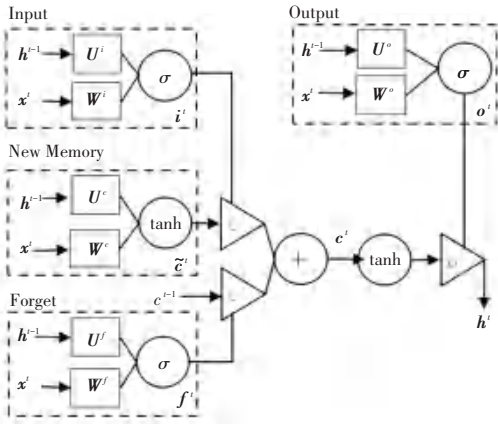 Input
h^{t-1} U^i
σ
x^t W^i
i^t
Output
h^{t-1} U^o
σ
x^t W^o
o^t
New Memory
h^{t-1} U^c
tanh
x^t W^c
c̃^t
c^{t-1}
+
c^t
tanh
h^t
Forget
h^{t-1} U^f
σ
x^t W^f
f^t